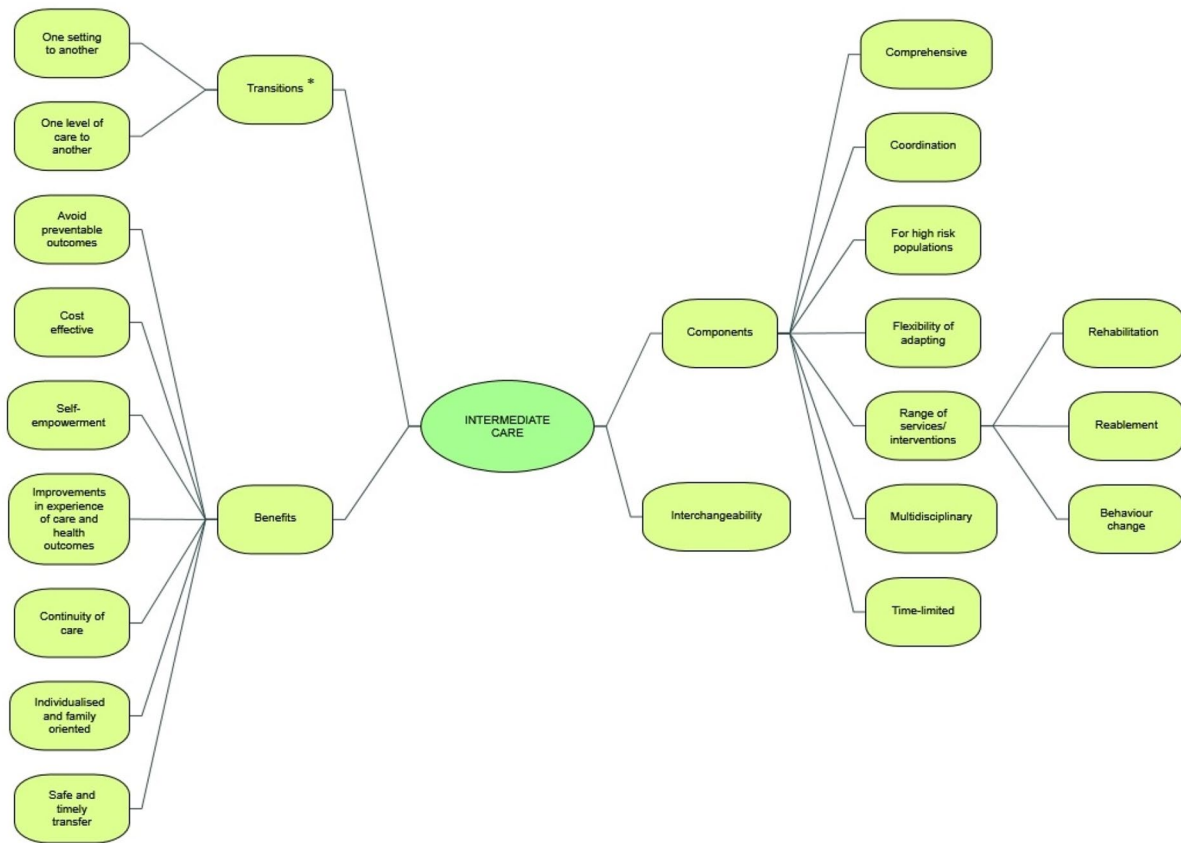 One setting
to another
One level of
care to
another
Transitions *
Avoid
preventable
outcomes
Cost
effective
Self-
empowerment
Improvements
in experience
of care and
health
outcomes
Continuity of
care
Individualised
and family
oriented
Safe and
timely
transfer
Benefits
INTERMEDIATE
CARE
Components
Interchangeability
Comprehensive
Coordination
For high risk
populations
Flexibility of
adapting
Range of
services/
interventions
Multidisciplinary
Time-limited
Rehabilitation
Reablement
Behaviour
change